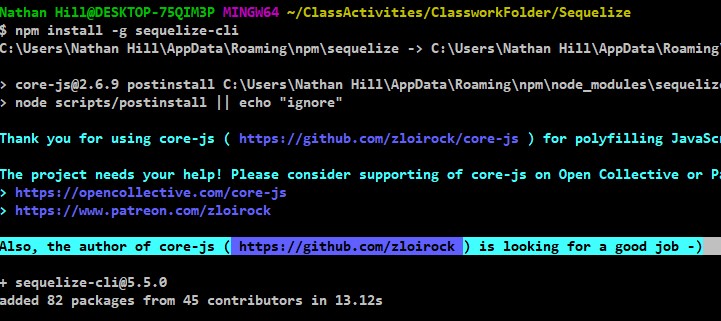 Nathan Hill@DESKTOP-75QIM3P MINGW64 ~/ClassActivities/ClassworkFolder/Sequelize
$ npm install -g sequelize-cli
C:\Users\Nathan Hill\AppData\Roaming\npm\sequelize -> C:\Users\Nathan Hill\AppData\Roaming
> core-js@2.6.9 postinstall C:\Users\Nathan Hill\AppData\Roaming\npm\node_modules\sequeliz
> node scripts/postinstall || echo "ignore"
Thank you for using core-js ( https://github.com/zloirock/core-js ) for polyfilling JavaSc
The project needs your help! Please consider supporting of core-js on Open Collective or Pa
> https://opencollective.com/core-js
> https://www.patreon.com/zloirock
Also, the author of core-js ( https://github.com/zloirock ) is looking for a good job -)
+ sequelize-cli@5.5.0
added 82 packages from 45 contributors in 13.12s